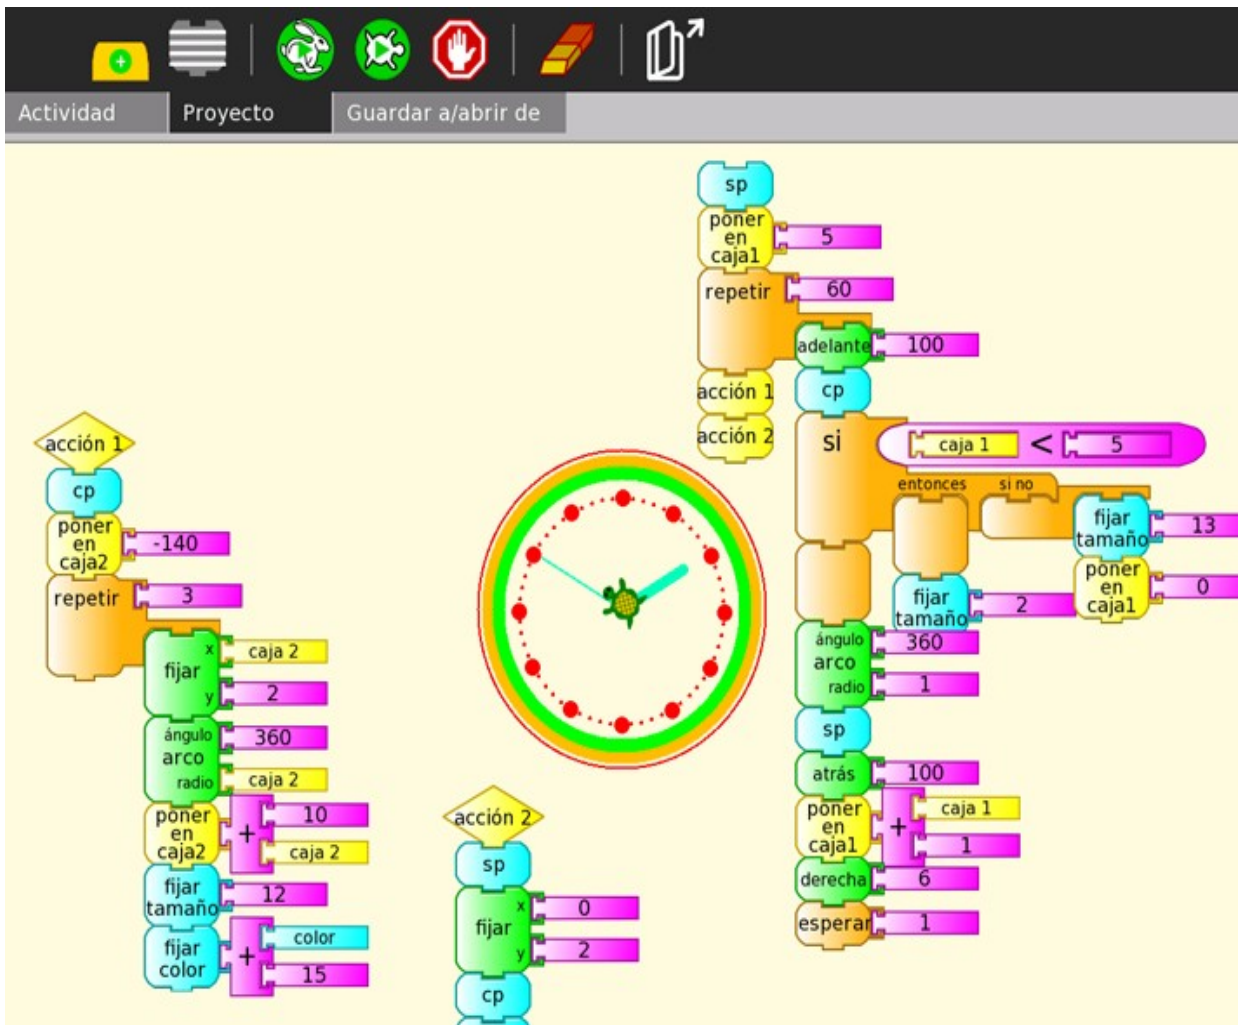 Actividad
Proyecto
Guardar a/abrir de
sp
poner
en
caja1
5
repetir
60
adelante
100
acción 1
cp
acción 2
si
caja 1
<
5
entonces
si no
fijar
tamaño
13
poner
en
caja1
0
fijar
tamaño
2
ángulo
360
arco
radio
1
sp
atrás
100
poner
en
caja1
+
caja 1
1
derecha
6
esperar
1
acción 1
cp
poner
en
caja2
-140
repetir
3
x
caja 2
fijar
y
2
ángulo
360
arco
radio
caja 2
poner
en
caja2
+
10
caja 2
fijar
tamaño
12
fijar
color
+
color
15
acción 2
sp
x
0
fijar
y
2
cp